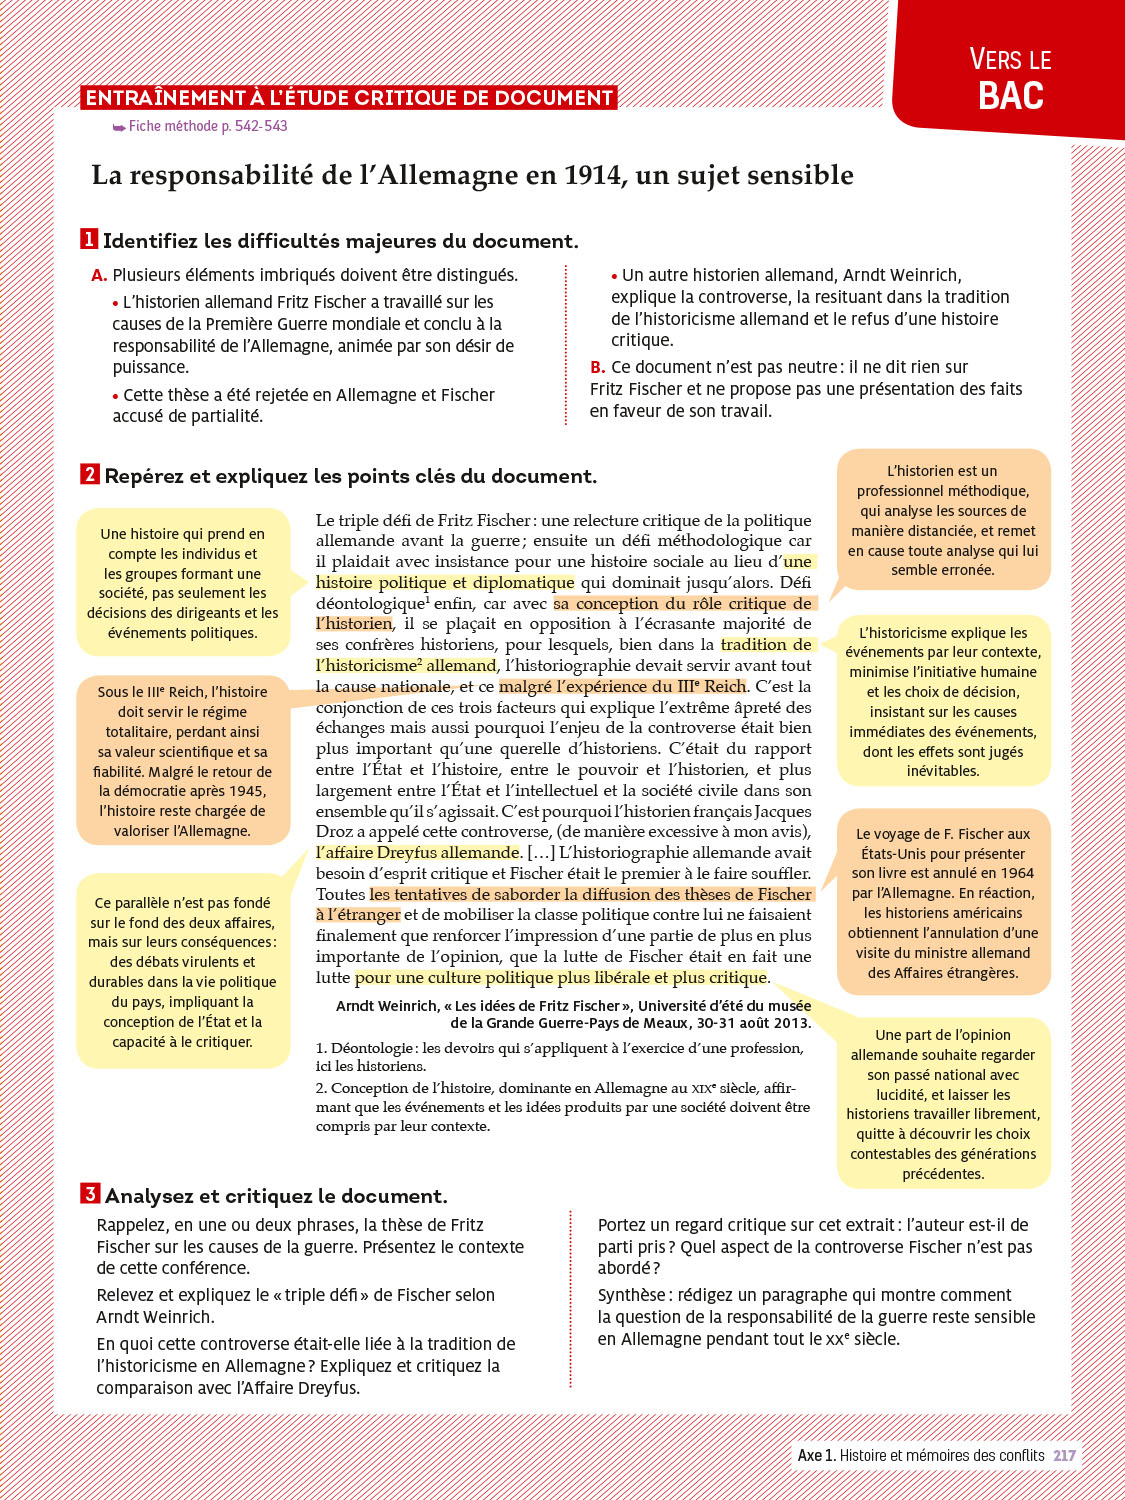 VERS LE
BAC
ENTRAÎNEMENT À L'ÉTUDE CRITIQUE DE DOCUMENT
➥ Fiche méthode p. 542-543
La responsabilité de l'Allemagne en 1914, un sujet sensible
1 Identifiez les difficultés majeures du document.
A. Plusieurs éléments imbriqués doivent être distingués.
• L'historien allemand Fritz Fischer a travaillé sur les
causes de la Première Guerre mondiale et conclu à la
responsabilité de l'Allemagne, animée par son désir de
puissance.
• Cette thèse a été rejetée en Allemagne et Fischer
accusé de partialité.
• Un autre historien allemand, Arndt Weinrich,
explique la controverse, la resituant dans la tradition
de l'historicisme allemand et le refus d'une histoire
critique.
B. Ce document n'est pas neutre : il ne dit rien sur
Fritz Fischer et ne propose pas une présentation des faits
en faveur de son travail.
2 Repérez et expliquez les points clés du document.
Une histoire qui prend en
compte les individus et
les groupes formant une
société, pas seulement les
décisions des dirigeants et les
événements politiques.
Sous le IIIe Reich, l'histoire
doit servir le régime
totalitaire, perdant ainsi
sa valeur scientifique et sa
fiabilité. Malgré le retour de
la démocratie après 1945,
l'histoire reste chargée de
valoriser l'Allemagne.
Ce parallèle n'est pas fondé
sur le fond des deux affaires,
mais sur leurs conséquences :
des débats virulents et
durables dans la vie politique
du pays, impliquant la
conception de l'État et la
capacité à le critiquer.
Le triple défi de Fritz Fischer : une relecture critique de la politique
allemande avant la guerre ; ensuite un défi méthodologique car
il plaidait avec insistance pour une histoire sociale au lieu d'une
histoire politique et diplomatique qui dominait jusqu'alors. Défi
déontologique1 enfin, car avec sa conception du rôle critique de
l'historien, il se plaçait en opposition à l'écrasante majorité de
ses confrères historiens, pour lesquels, bien dans la tradition de
l'historicisme2 allemand, l'historiographie devait servir avant tout
la cause nationale, et ce malgré l'expérience du IIIe Reich. C'est la
conjonction de ces trois facteurs qui explique l'extrême âpreté des
échanges mais aussi pourquoi l'enjeu de la controverse était bien
plus important qu'une querelle d'historiens. C'était du rapport
entre l'État et l'histoire, entre le pouvoir et l'historien, et plus
largement entre l'État et l'intellectuel et la société civile dans son
ensemble qu'il s'agissait. C'est pourquoi l'historien français Jacques
Droz a appelé cette controverse, (de manière excessive à mon avis),
l'affaire Dreyfus allemande. […] L'historiographie allemande avait
besoin d'esprit critique et Fischer était le premier à le faire souffler.
Toutes les tentatives de saborder la diffusion des thèses de Fischer
à l'étranger et de mobiliser la classe politique contre lui ne faisaient
finalement que renforcer l'impression d'une partie de plus en plus
importante de l'opinion, que la lutte de Fischer était en fait une
lutte pour une culture politique plus libérale et plus critique.
Arndt Weinrich, « Les idées de Fritz Fischer », Université d'été du musée
de la Grande Guerre-Pays de Meaux, 30-31 août 2013.
1. Déontologie : les devoirs qui s'appliquent à l'exercice d'une profession,
ici les historiens.
2. Conception de l'histoire, dominante en Allemagne au XIXe siècle, affir-
mant que les événements et les idées produits par une société doivent être
compris par leur contexte.
L'historien est un
professionnel méthodique,
qui analyse les sources de
manière distanciée, et remet
en cause toute analyse qui lui
semble erronée.
L'historicisme explique les
événements par leur contexte,
minimise l'initiative humaine
et les choix de décision,
insistant sur les causes
immédiates des événements,
dont les effets sont jugés
inévitables.
Le voyage de F. Fischer aux
États-Unis pour présenter
son livre est annulé en 1964
par l'Allemagne. En réaction,
les historiens américains
obtiennent l'annulation d'une
visite du ministre allemand
des Affaires étrangères.
Une part de l'opinion
allemande souhaite regarder
son passé national avec
lucidité, et laisser les
historiens travailler librement,
quitte à découvrir les choix
contestables des générations
précédentes.
3 Analysez et critiquez le document.
Rappelez, en une ou deux phrases, la thèse de Fritz
Fischer sur les causes de la guerre. Présentez le contexte
de cette conférence.
Relevez et expliquez le « triple défi » de Fischer selon
Arndt Weinrich.
En quoi cette controverse était-elle liée à la tradition de
l'historicisme en Allemagne ? Expliquez et critiquez la
comparaison avec l'Affaire Dreyfus.
Portez un regard critique sur cet extrait : l'auteur est-il de
parti pris ? Quel aspect de la controverse Fischer n'est pas
abordé ?
Synthèse : rédigez un paragraphe qui montre comment
la question de la responsabilité de la guerre reste sensible
en Allemagne pendant tout le XXe siècle.
Axe 1. Histoire et mémoires des conflits 217